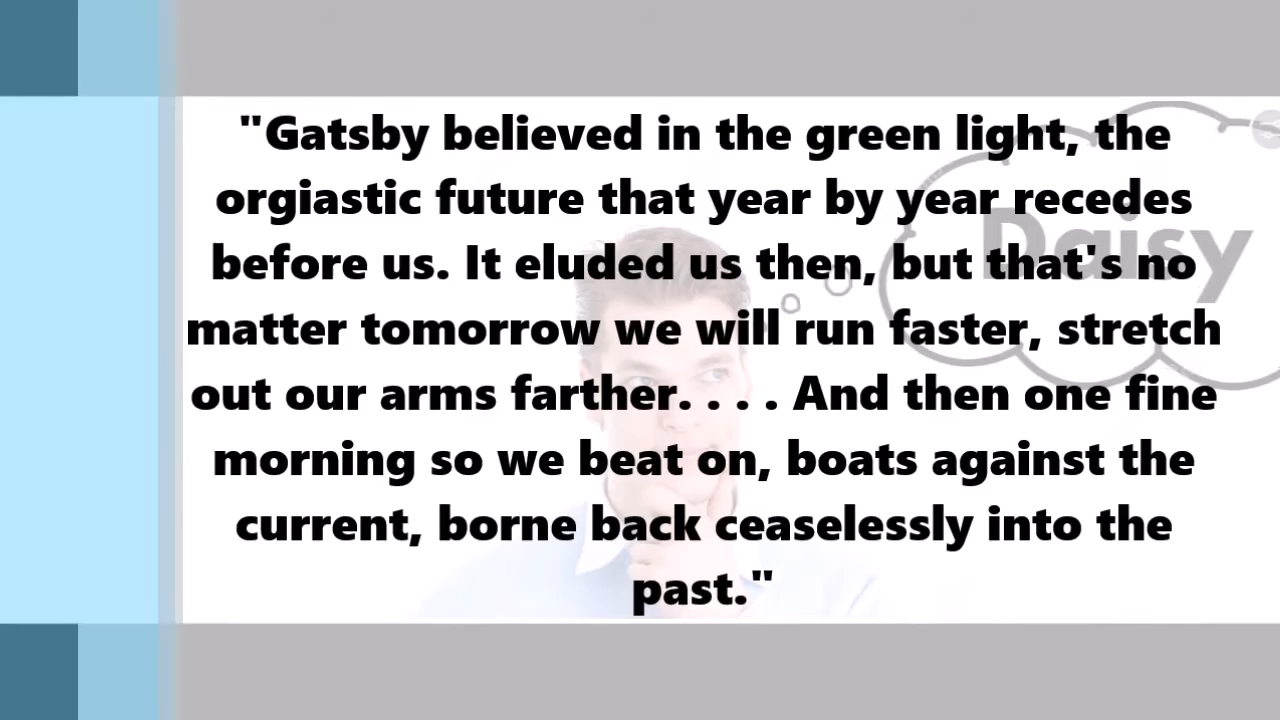 "Gatsby believed in the green light, the
orgiastic future that year by year recedes
before us. It eluded us then, but that's no
matter tomorrow we will run faster, stretch
out our arms farther. . . . And then one fine
morning so we beat on, boats against the
current, borne back ceaselessly into the
past."
Daisy